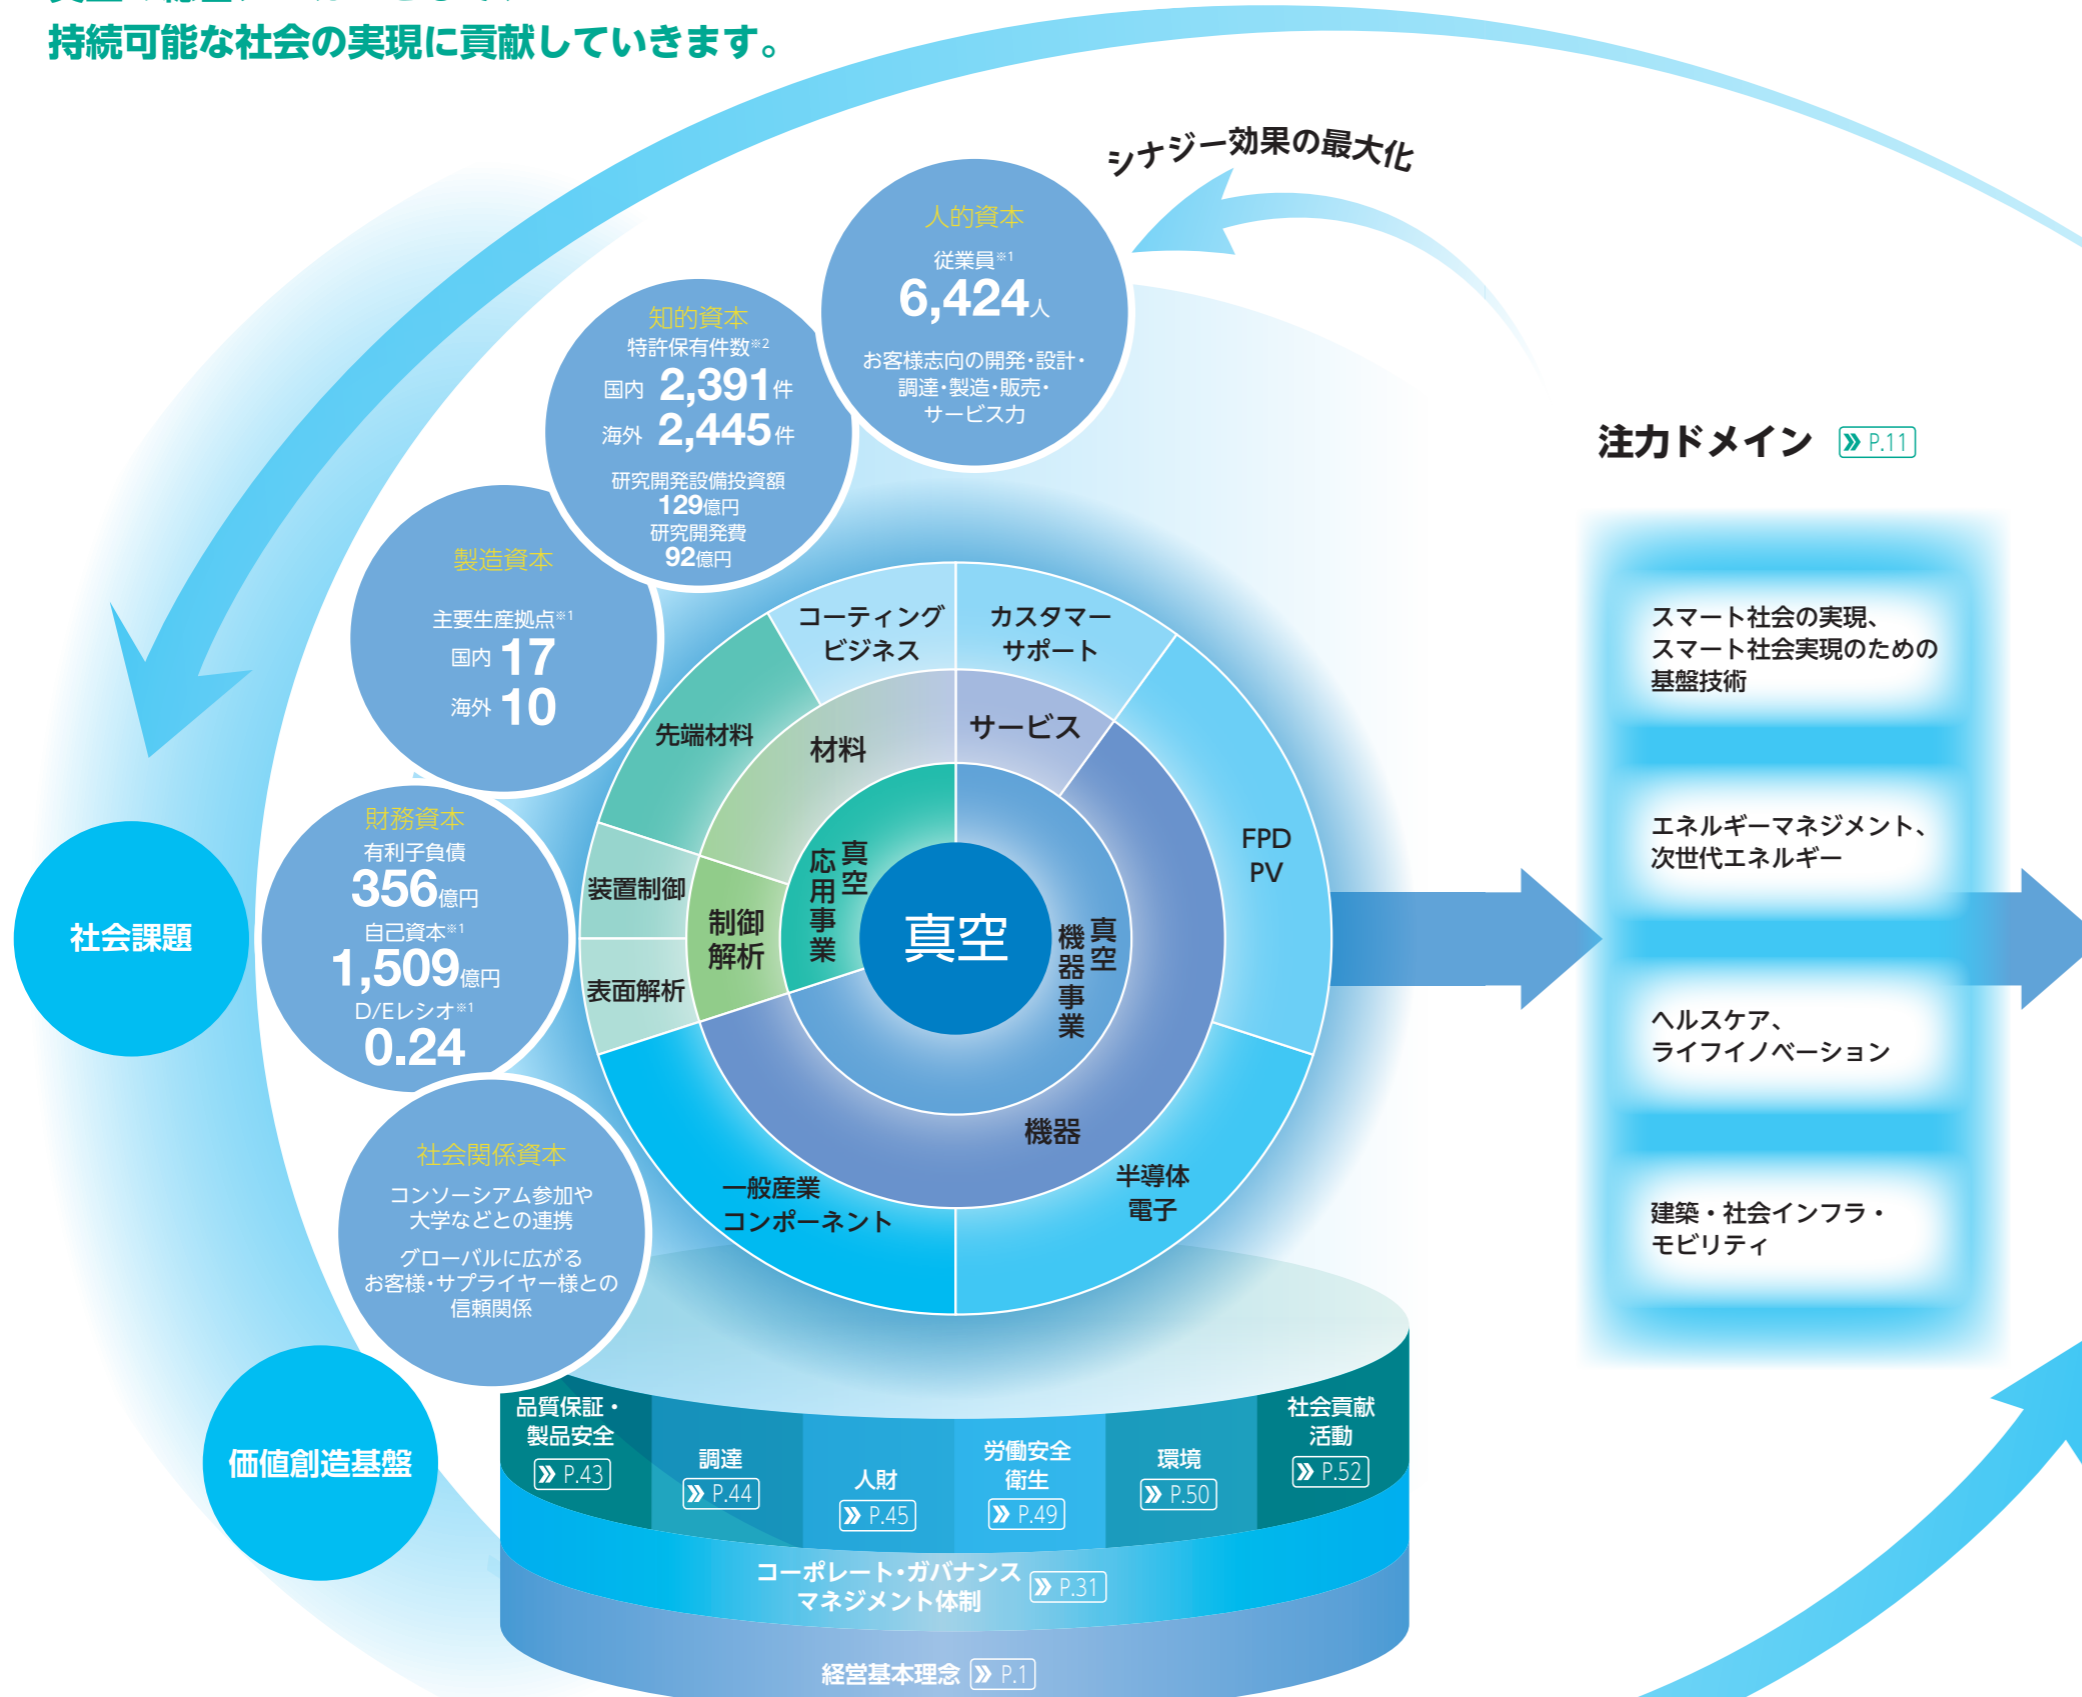 持続可能な社会の実現に貢献していきます。
シナジー効果の最大化
人的資本
従業員※1
6,424人
お客様志向の開発・設計・
調達・製造・販売・
サービス力
知的資本
特許保有件数※2
国内 2,391件
海外 2,445件
研究開発設備投資額
129億円
研究開発費
92億円
製造資本
主要生産拠点※1
国内 17
海外 10
財務資本
有利子負債
356億円
自己資本※1
1,509億円
D/Eレシオ※1
0.24
社会関係資本
コンソーシアム参加や
大学などとの連携
グローバルに広がる
お客様・サプライヤー様との
信頼関係
社会課題
価値創造基盤
コーティング
ビジネス
カスタマー
サポート
先端材料
材料
サービス
装置制御
表面解析
制御
解析
真空
応用事業
真空
真空
機器事業
FPD
PV
機器
半導体
電子
一般産業
コンポーネント
注力ドメイン P.11
スマート社会の実現、
スマート社会実現のための
基盤技術
エネルギーマネジメント、
次世代エネルギー
ヘルスケア、
ライフイノベーション
建築・社会インフラ・
モビリティ
品質保証・
製品安全
P.43
調達
P.44
人財
P.45
労働安全
衛生
P.49
環境
P.50
社会貢献
活動
P.52
コーポレート・ガバナンス
マネジメント体制
P.31
経営基本理念 P.1